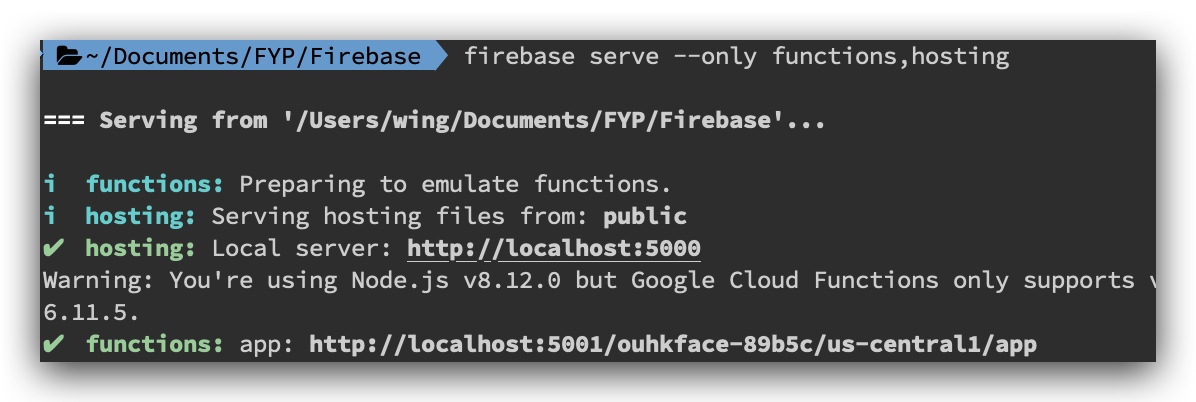 ~/Documents/FYP/Firebase firebase serve --only functions,hosting
=== Serving from '/Users/wing/Documents/FYP/Firebase'...
i functions: Preparing to emulate functions.
i hosting: Serving hosting files from: public
✔ hosting: Local server: http://localhost:5000
Warning: You're using Node.js v8.12.0 but Google Cloud Functions only supports v
6.11.5.
✔ functions: app: http://localhost:5001/ouhkface-89b5c/us-central1/app